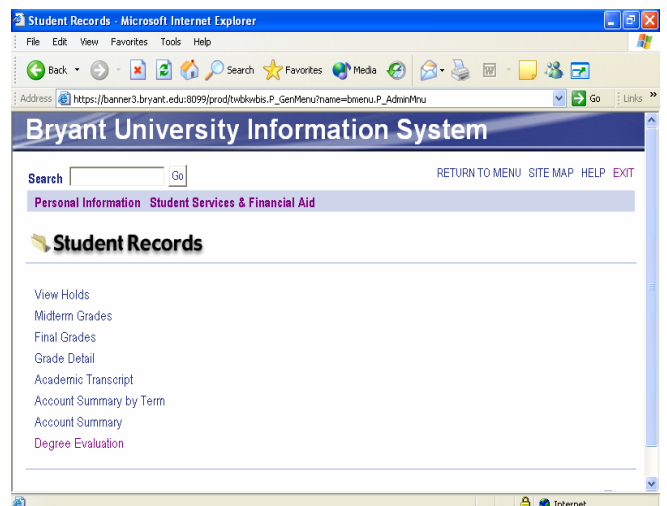 Student Records - Microsoft Internet Explorer
File Edit View Favorites Tools Help
Back Search Favorites Media W
Address https://banner3.bryant.edu:8099/prod/twbkwbis.P_GenMenu?name=bmenu.P_AdminMnu Go Links »
Bryant University Information System
Search Go RETURN TO MENU SITE MAP HELP EXIT
Personal Information Student Services & Financial Aid
Student Records
View Holds
Midterm Grades
Final Grades
Grade Detail
Academic Transcript
Account Summary by Term
Account Summary
Degree Evaluation
Internet